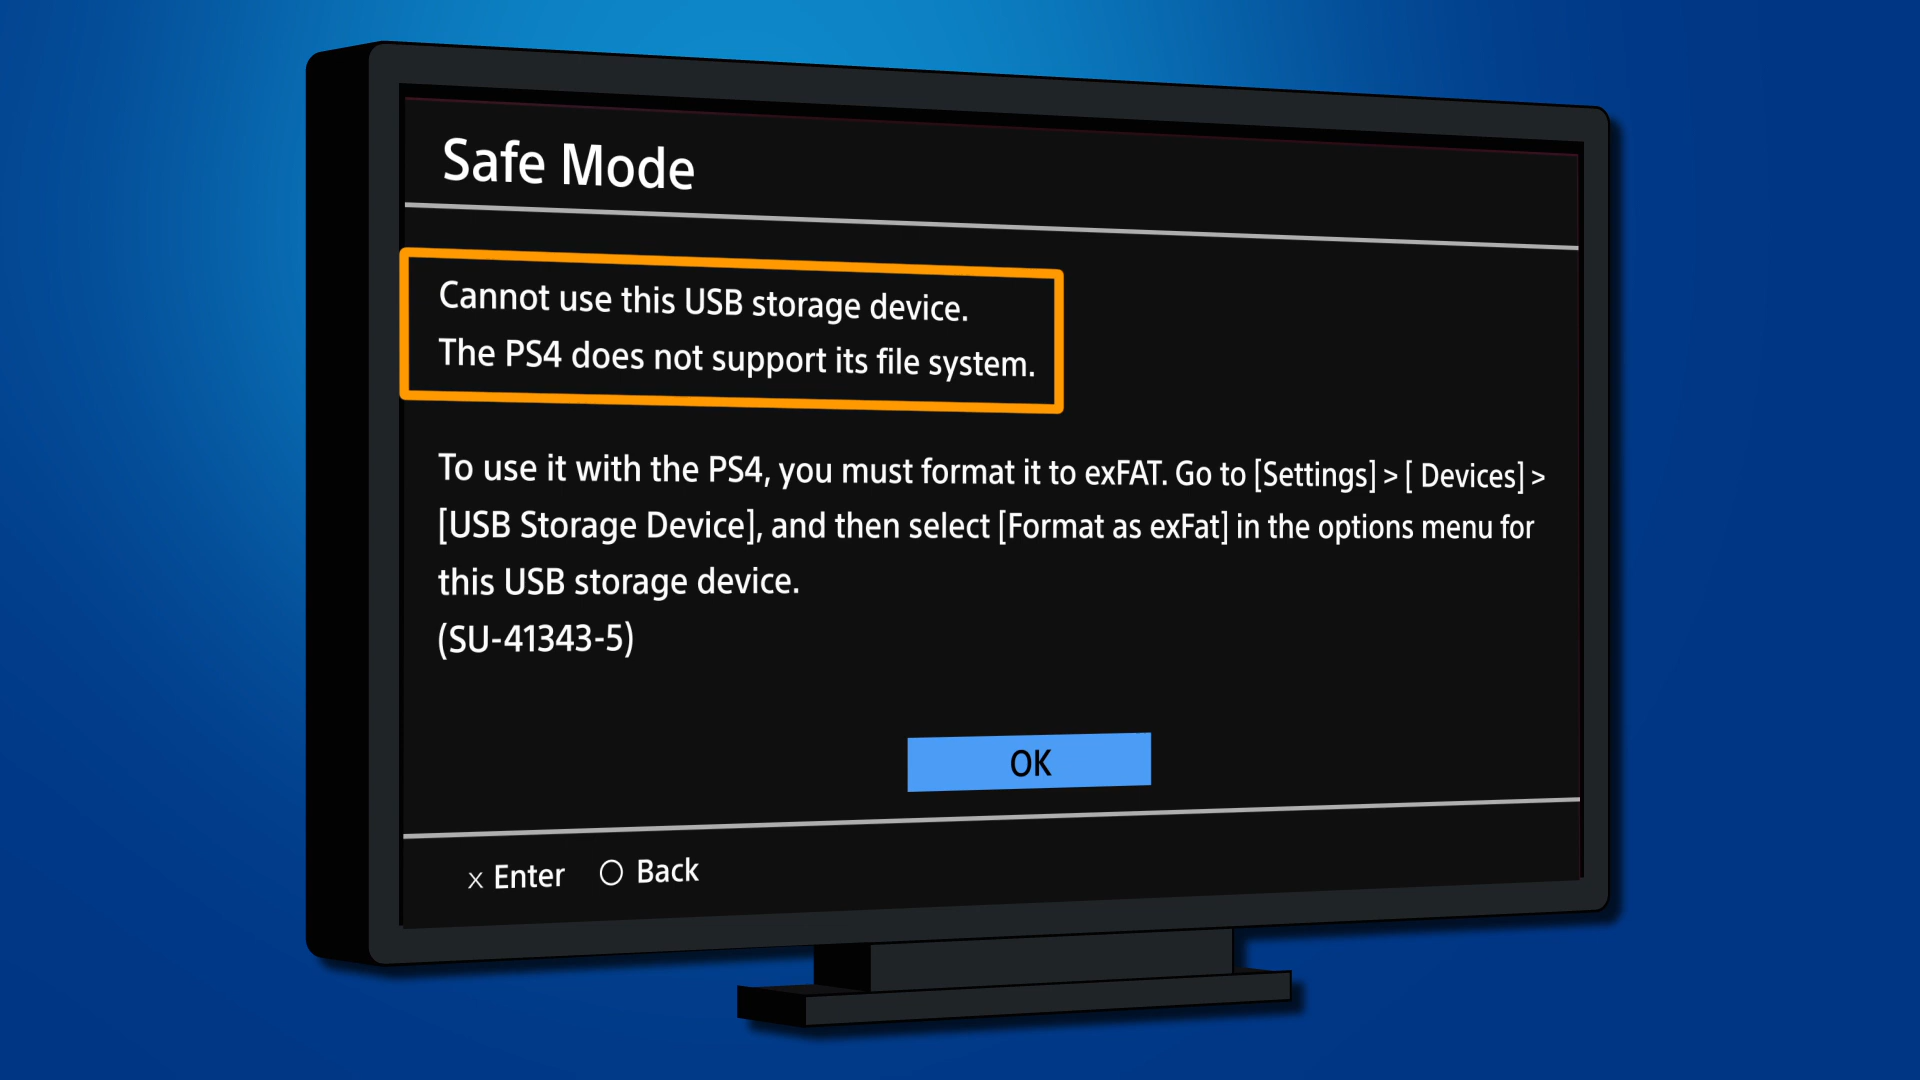 Safe Mode
Cannot use this USB storage device.
The PS4 does not support its file system.
To use it with the PS4, you must format it to exFAT. Go to [Settings] > [ Devices] >
[USB Storage Device], and then select [Format as exFat] in the options menu for
this USB storage device.
(SU-41343-5)
OK
x Enter O Back